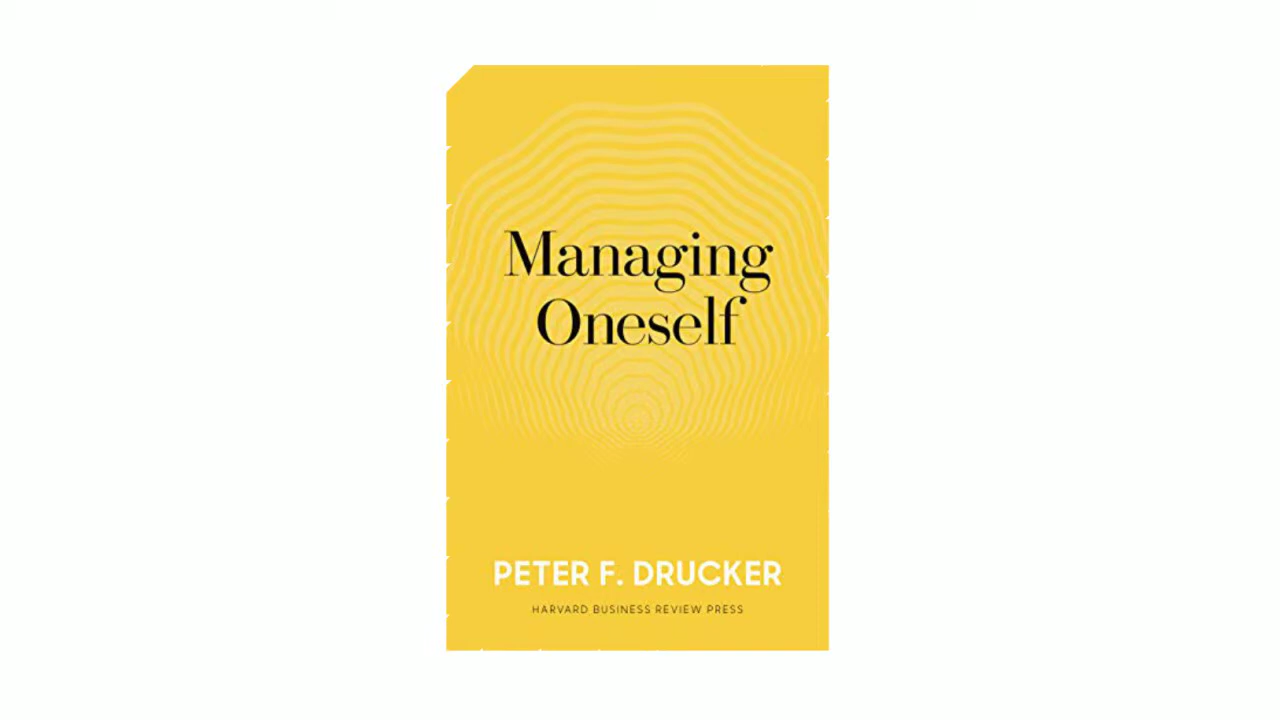 Managing
Oneself
PETER F. DRUCKER
HARVARD BUSINESS REVIEW PRESS